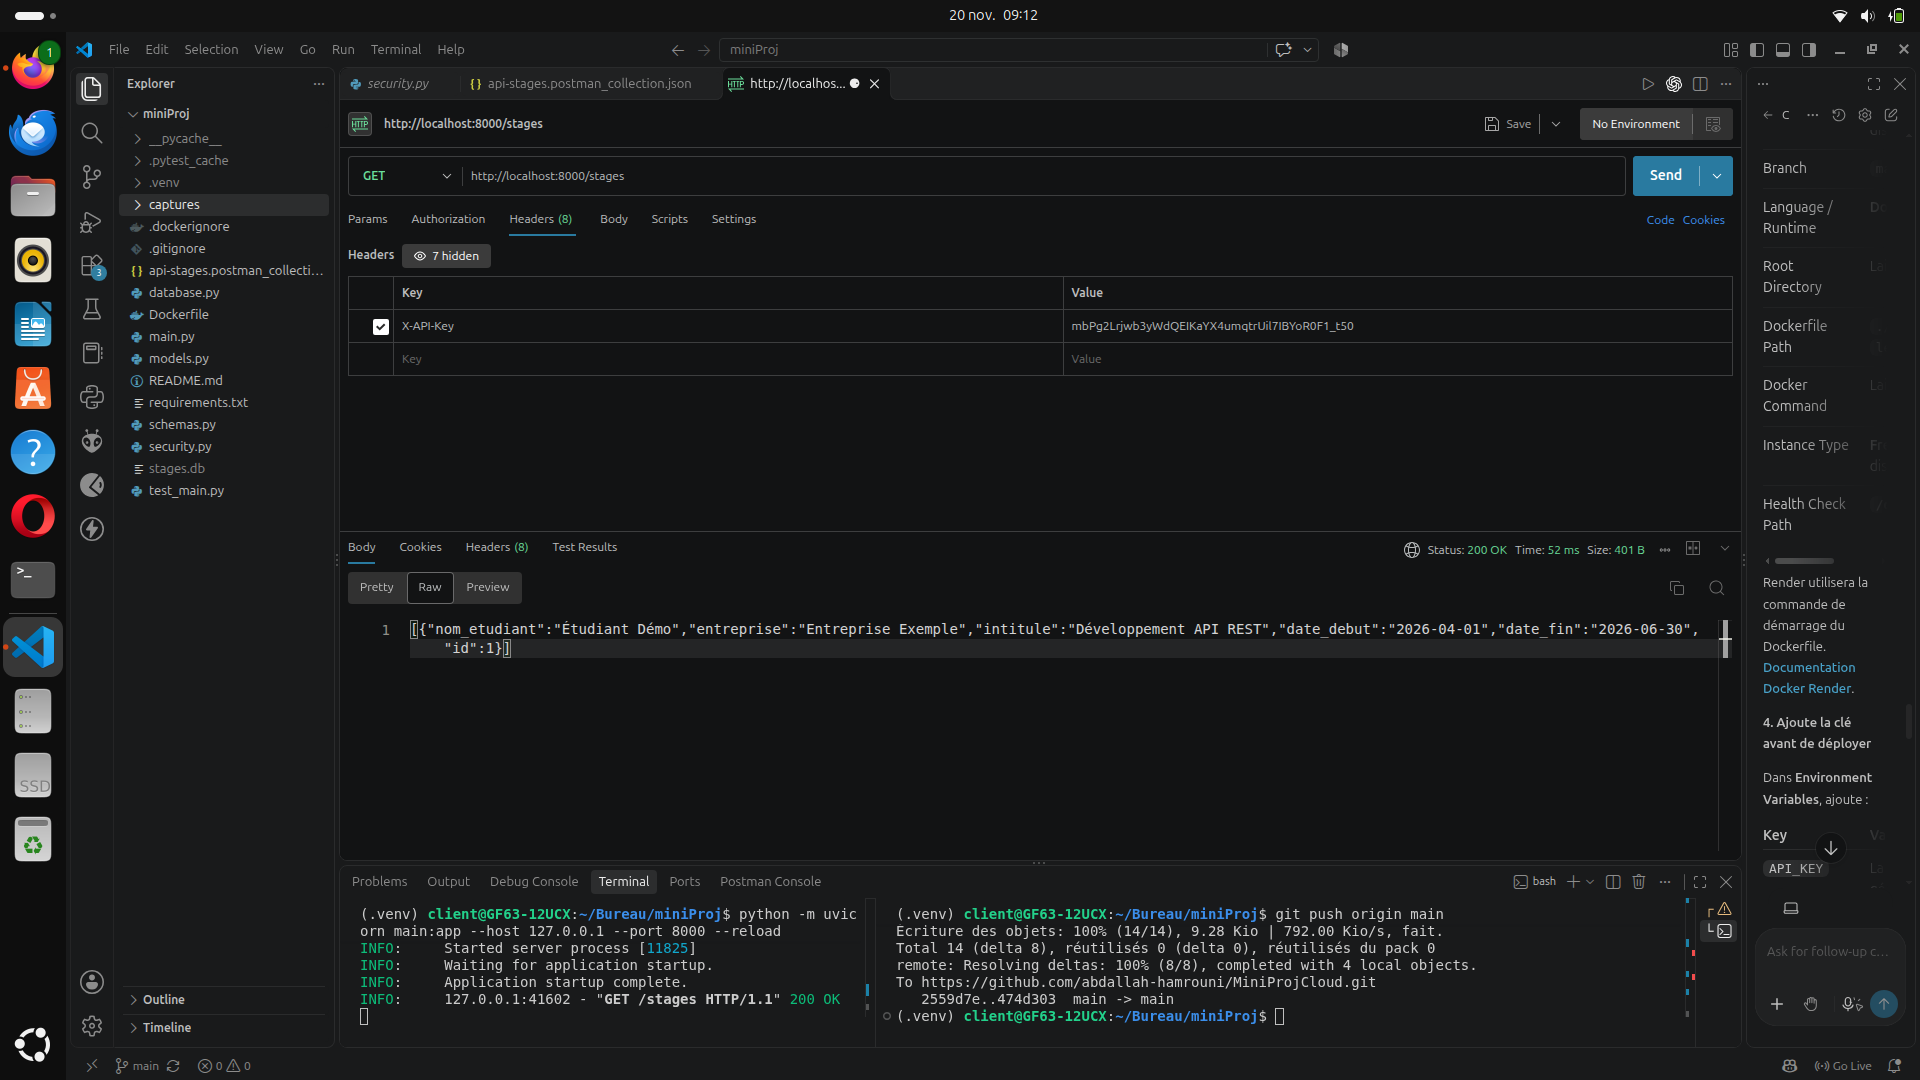 20 nov. 09:12
1
File Edit Selection View Go Run Terminal Help
miniProj
Explorer
miniProj
__pycache__
.pytest_cache
.venv
captures
.dockerignore
.gitignore
api-stages.postman_collecti...
database.py
Dockerfile
main.py
models.py
README.md
requirements.txt
schemas.py
security.py
stages.db
test_main.py
Outline
Timeline
3
SSD
security.py
api-stages.postman_collection.json
http://localhos...
http://localhost:8000/stages
Save
No Environment
GET
http://localhost:8000/stages
Send
Params Authorization Headers (8) Body Scripts Settings
Code Cookies
Headers 7 hidden
Key Value
X-API-Key mbPg2Lrjwb3yWdQEIKaYX4umqtrUil7IBYoR0F1_t50
Key Value
Body Cookies Headers (8) Test Results
Status: 200 OK Time: 52 ms Size: 401 B
Pretty Raw Preview
1
[{"nom_etudiant":"Étudiant Démo","entreprise":"Entreprise Exemple","intitule":"Développement API REST","date_debut":"2026-04-01","date_fin":"2026-06-30",
"id":1}]
Problems Output Debug Console Terminal Ports Postman Console
bash
(.venv) client@GF63-12UCX:~/Bureau/miniProj$ python -m uvic
orn main:app --host 127.0.0.1 --port 8000 --reload
INFO: Started server process [11825]
INFO: Waiting for application startup.
INFO: Application startup complete.
INFO: 127.0.0.1:41602 - "GET /stages HTTP/1.1" 200 OK
(.venv) client@GF63-12UCX:~/Bureau/miniProj$ git push origin main
Ecriture des objets: 100% (14/14), 9.28 Kio | 792.00 Kio/s, fait.
Total 14 (delta 8), réutilisés 0 (delta 0), réutilisés du pack 0
remote: Resolving deltas: 100% (8/8), completed with 4 local objects.
To https://github.com/abdallah-hamrouni/MiniProjCloud.git
2559d7e..474d303 main -> main
(.venv) client@GF63-12UCX:~/Bureau/miniProj$
C
Branch
Language /
Runtime
Root
Directory
Dockerfile
Path
Docker
Command
Instance Type
Health Check
Path
Render utilisera la
commande de
démarrage du
Dockerfile.
Documentation
Docker Render.
4. Ajoute la clé
avant de déployer
Dans Environment
Variables, ajoute :
Key
API_KEY
Ask for follow-up c...
main
0 0
Go Live